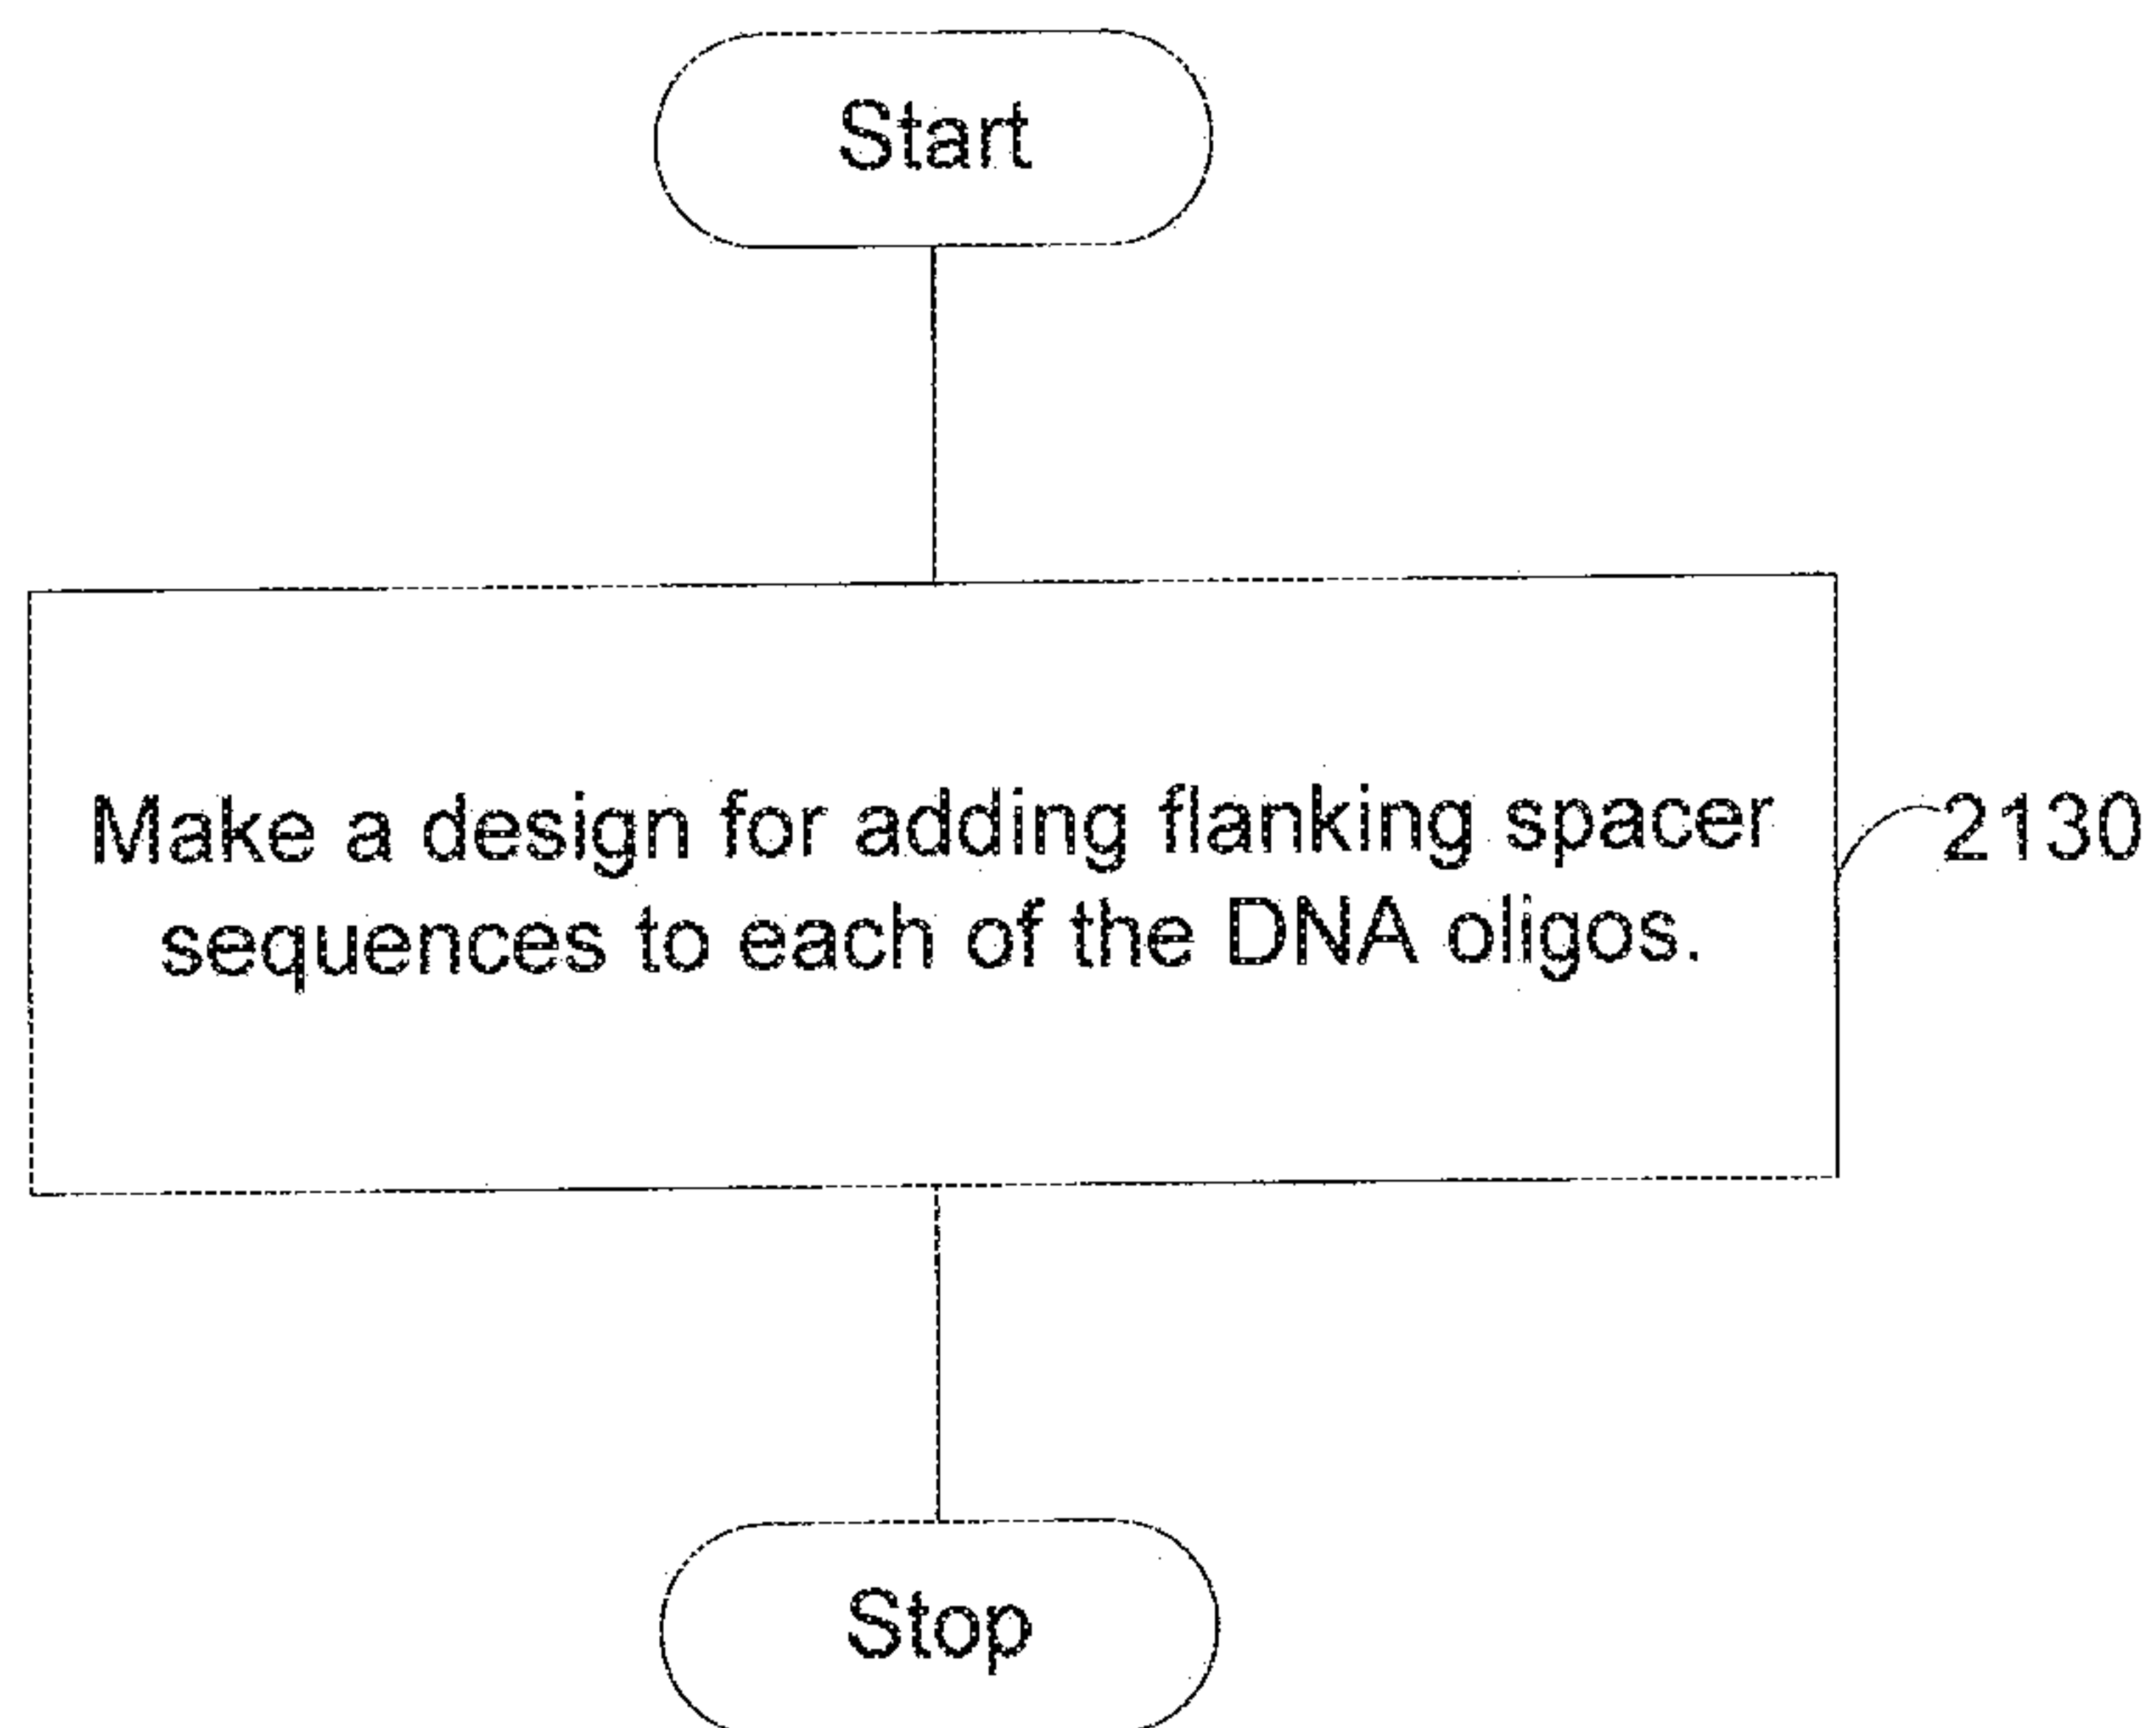 Start
Make a design for adding flanking spacer
sequences to each of the DNA oligos.
2130
Stop